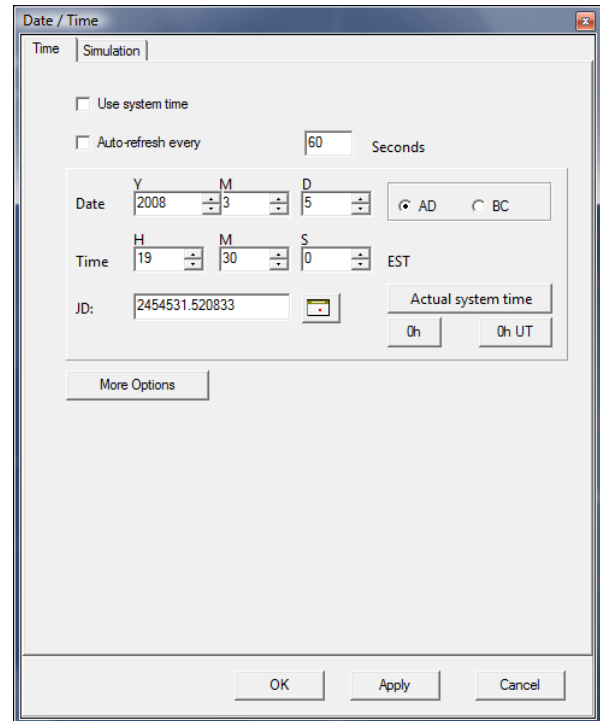 Date / Time
Time Simulation
Use system time
Auto-refresh every 60 Seconds
Y M D
Date 2008 3 5 AD BC
H M S
Time 19 30 0 EST
JD: 2454531.520833 Actual system time
0h 0h UT
More Options
OK Apply Cancel